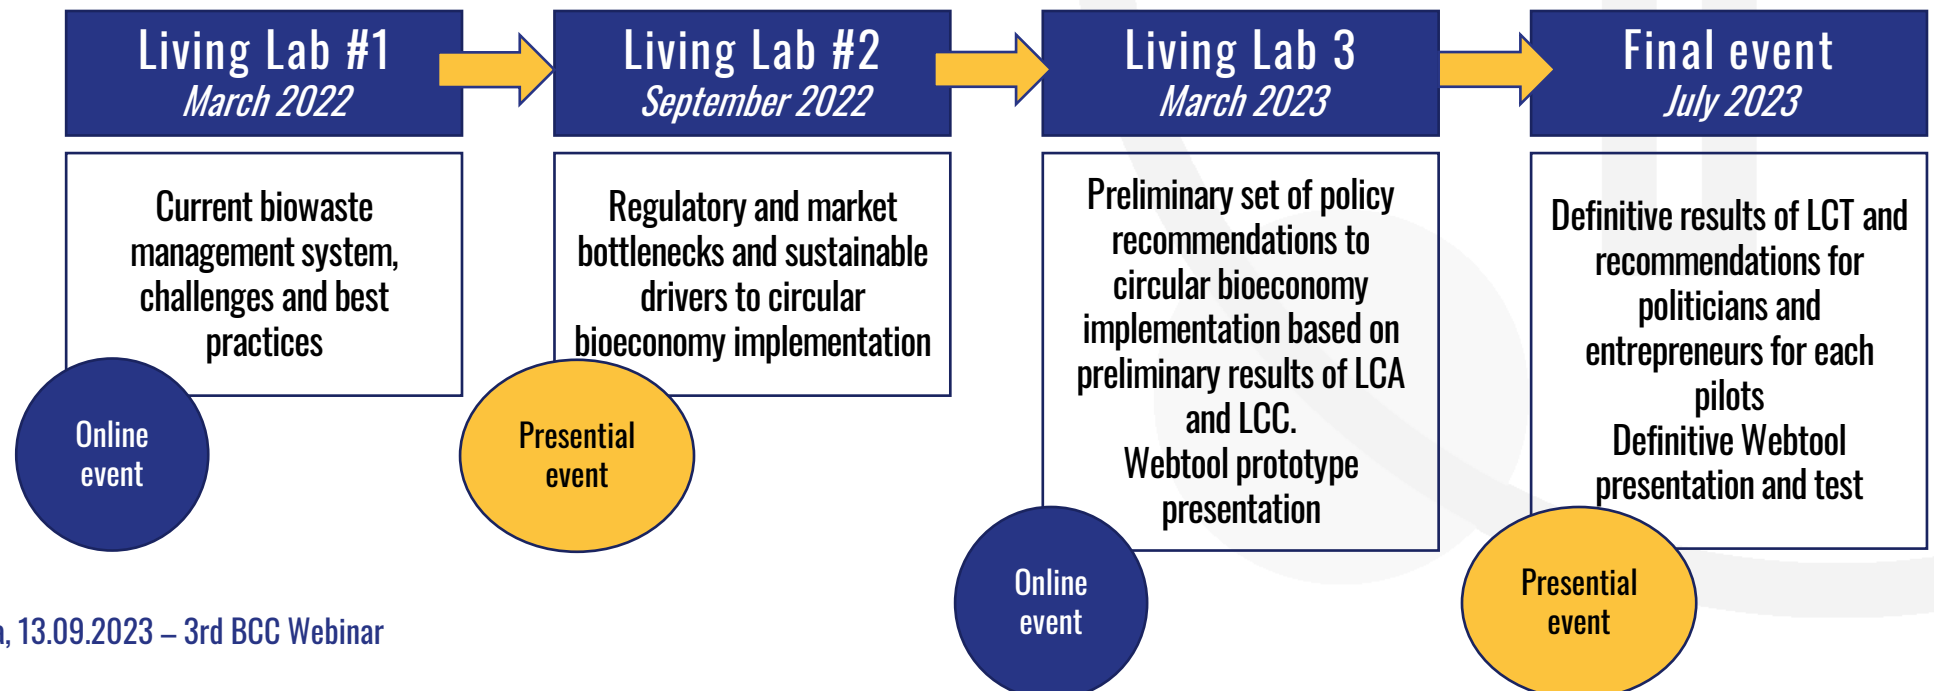 Living Lab #1
March 2022
Living Lab #2
September 2022
Living Lab 3
March 2023
Final event
July 2023
Current biowaste
management system,
challenges and best
practices
Online
event
Regulatory and market
bottlenecks and sustainable
drivers to circular
bioeconomy implementation
Presential
event
Preliminary set of policy
recommendations to
circular bioeconomy
implementation based on
preliminary results of LCA
and LCC.
Webtool prototype
presentation
Online
event
Definitive results of LCT and
recommendations for
politicians and
entrepreneurs for each
pilots
Definitive Webtool
presentation and test
Presential
event
13.09.2023 – 3rd BCC Webinar